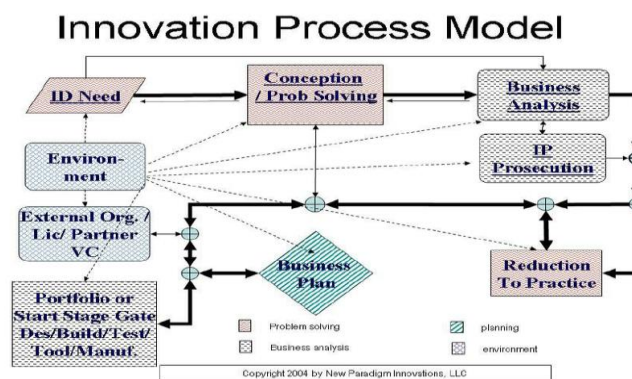 Innovation Process Model
ID Need
Conception
/ Prob Solving
Business
Analysis
IP
Prosecution
Environ-
ment
External Org. /
Lic/ Partner
VC
Business
Plan
Reduction
To Practice
Portfolio or
Start Stage Gate
Des/Build/Test/
Tool/Manuf.
Problem solving
planning
Business analysis
environment
Copyright 2004 by New Paradigm Innovations, LLC